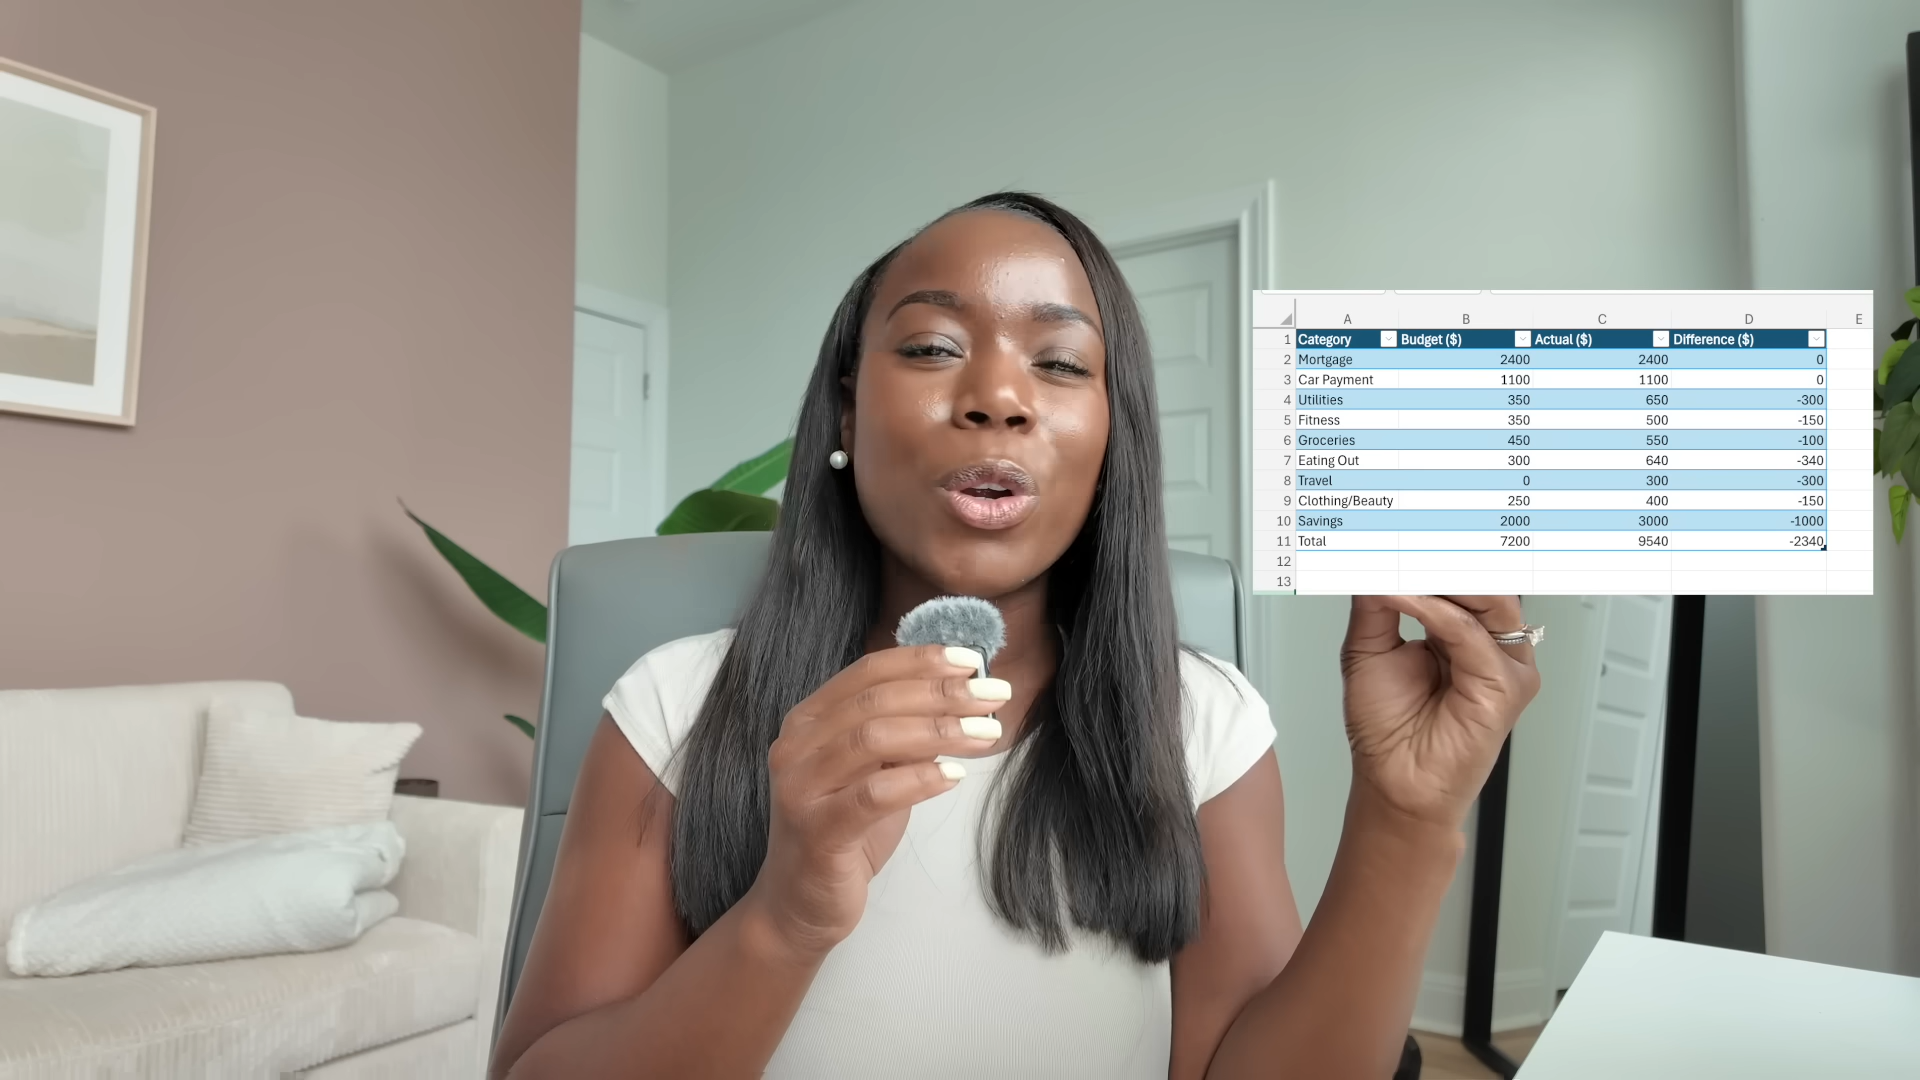 A B C D E
1 Category Budget ($) Actual ($) Difference ($)
2 Mortgage 2400 2400 0
3 Car Payment 1100 1100 0
4 Utilities 350 650 -300
5 Fitness 350 500 -150
6 Groceries 450 550 -100
7 Eating Out 300 640 -340
8 Travel 0 300 -300
9 Clothing/Beauty 250 400 -150
10 Savings 2000 3000 -1000
11 Total 7200 9540 -2340
12
13